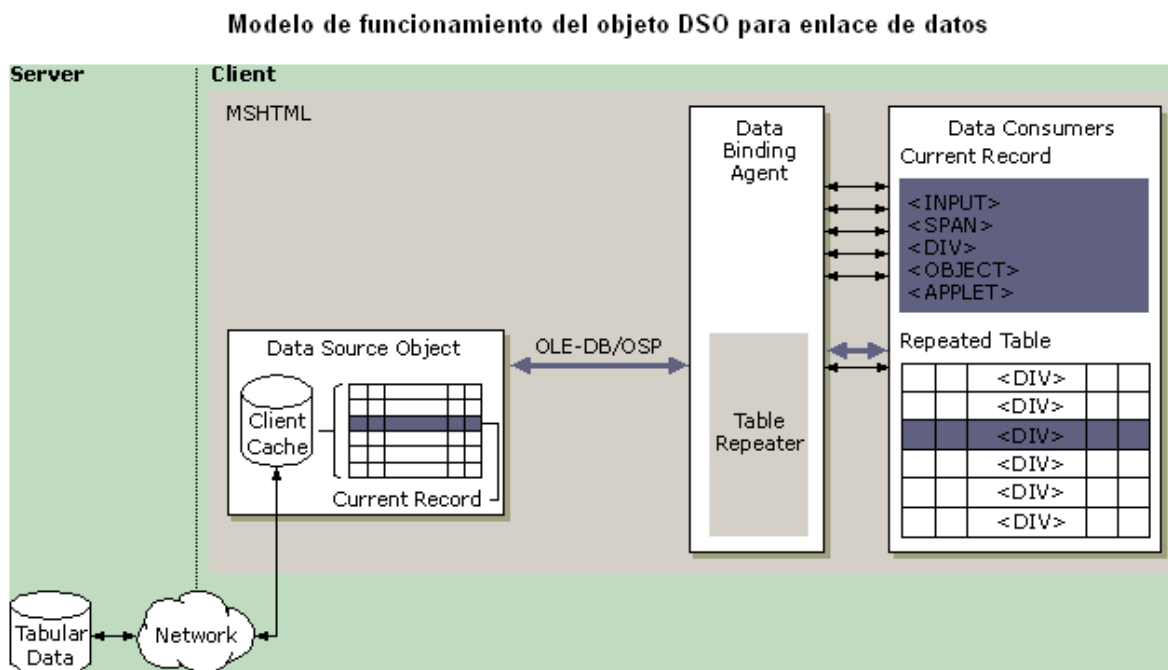 Modelo de funcionamiento del objeto DSO para enlace de datos
Server
Client
MSHTML
Data
Binding
Agent
Data Consumers
Current Record
<INPUT>
<SPAN>
<DIV>
<OBJECT>
<APPLET>
Data Source Object
OLE-DB/OSP
Client
Cache
Current Record
Table
Repeater
Repeated Table
<DIV>
<DIV>
<DIV>
<DIV>
<DIV>
<DIV>
Tabular
Data
Network